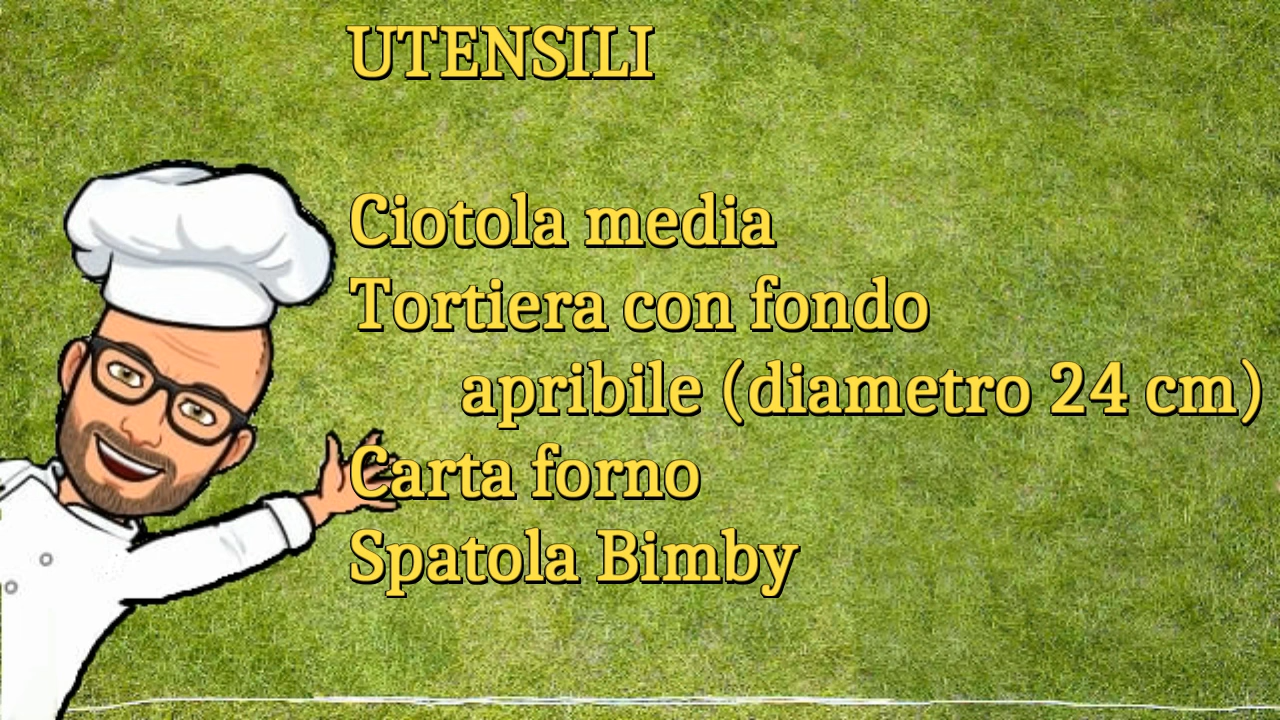 UTENSILI
Ciotola media
Tortiera con fondo
apribile (diametro 24 cm)
Carta forno
Spatola Bimby